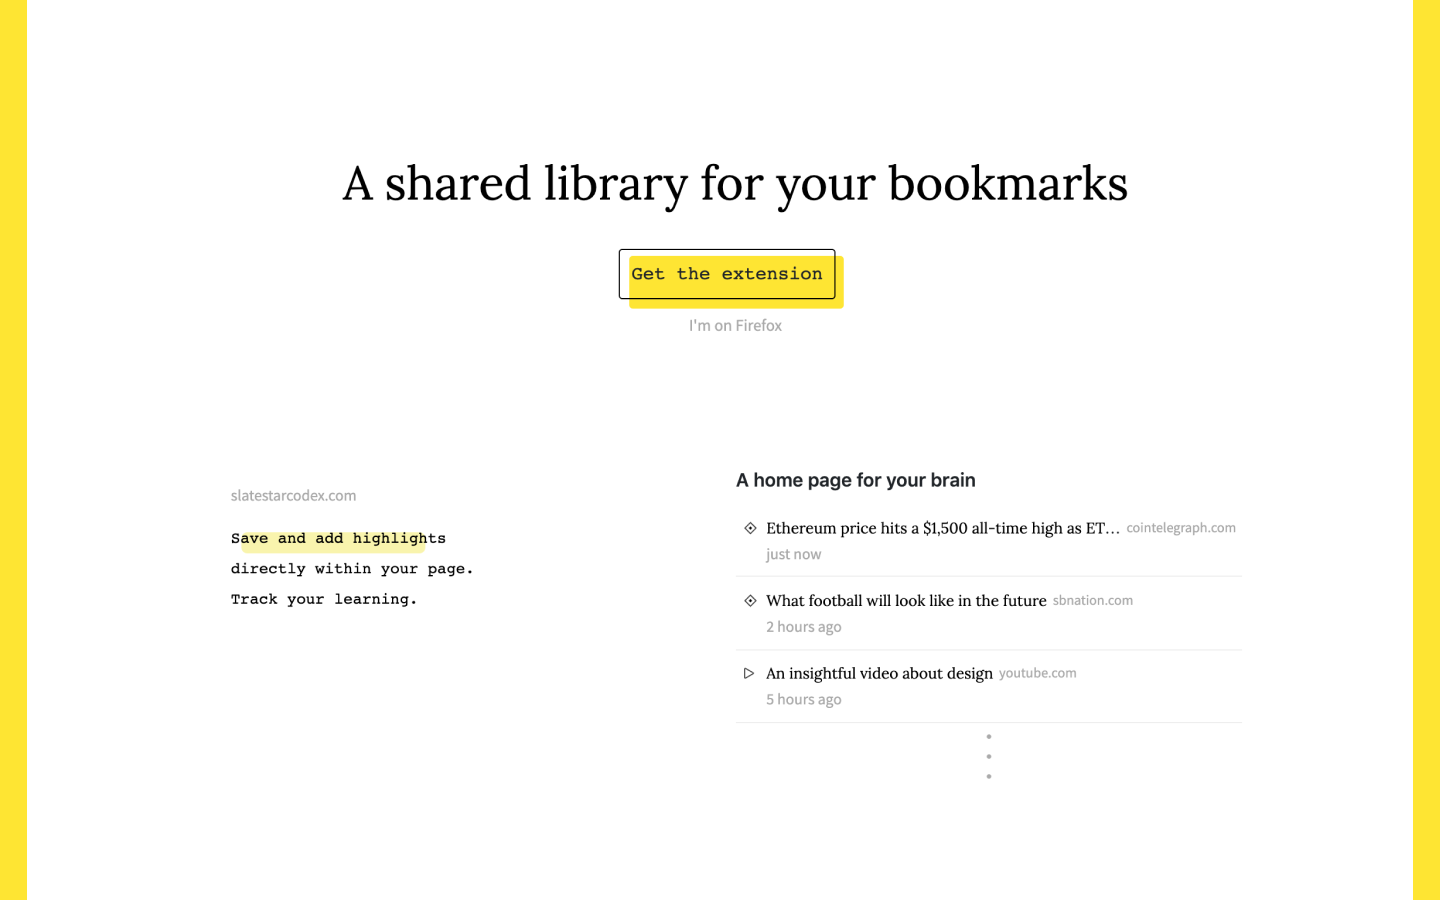 A shared library for your bookmarks
Get the extension
I'm on Firefox
slatestarcodex.com
Save and add highlights
directly within your page.
Track your learning.
A home page for your brain
Ethereum price hits a $1,500 all-time high as ET... cointelegraph.com
just now
What football will look like in the future sbnation.com
2 hours ago
An insightful video about design youtube.com
5 hours ago